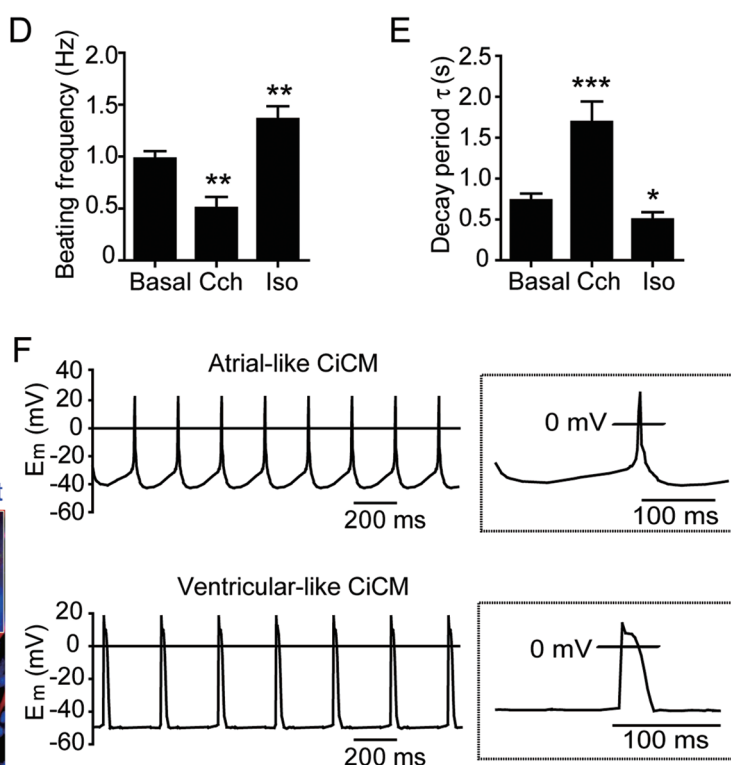 D
Beating frequency (Hz)
2.0
1.5
1.0
0.5
0
**
**
Basal Cch Iso
E
Decay period τ (s)
2.5
2.0
1.5
1.0
0.5
0
***
*
Basal Cch Iso
F
Atrial-like CiCM
Em (mV)
40
20
0
-20
-40
-60
200 ms
0 mV
100 ms
Ventricular-like CiCM
Em (mV)
20
0
-20
-40
-60
200 ms
0 mV
100 ms